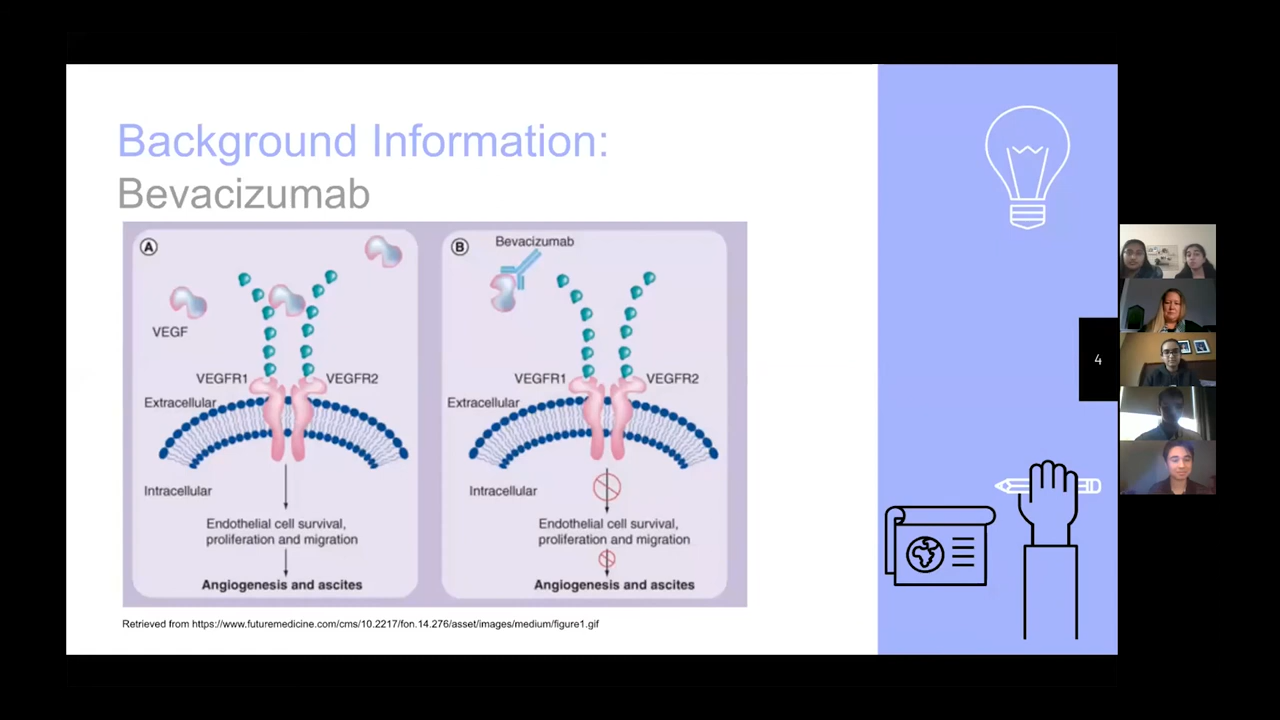 Background Information:
Bevacizumab
A
VEGF
VEGFR1
VEGFR2
Extracellular
Intracellular
Endothelial cell survival,
proliferation and migration
Angiogenesis and ascites
B
Bevacizumab
VEGFR1
VEGFR2
Extracellular
Intracellular
Endothelial cell survival,
proliferation and migration
Angiogenesis and ascites
Retrieved from https://www.futuremedicine.com/cms/10.2217/fon.14.276/asset/images/medium/figure1.gif
4